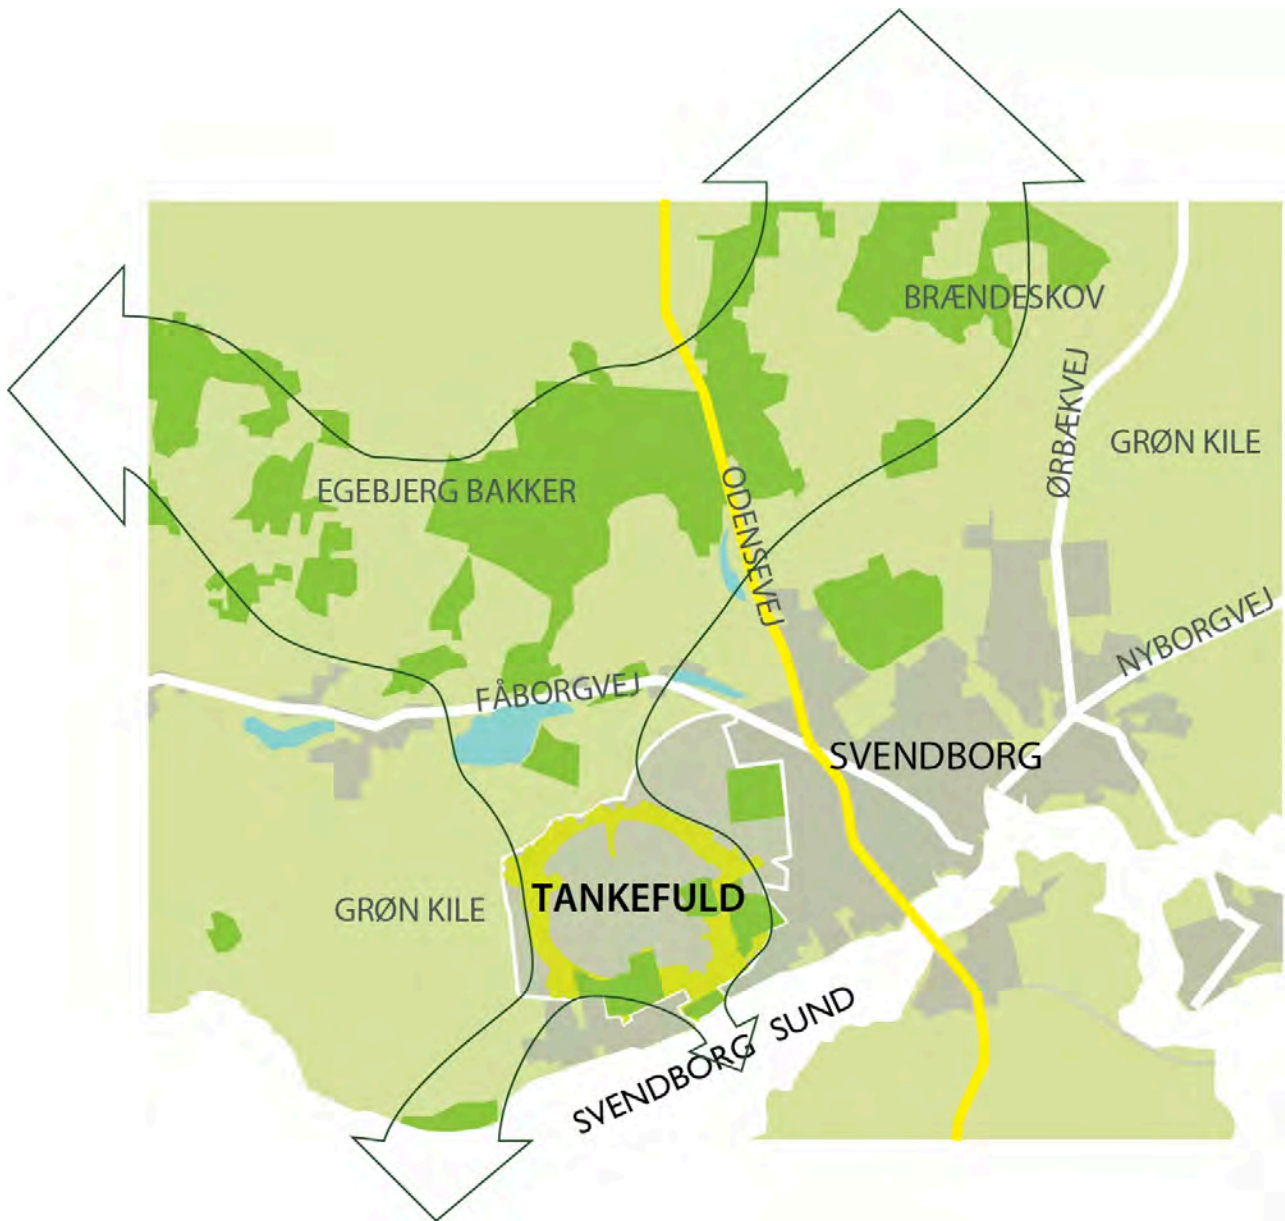 BRÆNDESKOV
ØRBÆKVEJ
GRØN KILE
EGEBJERG BAKKER
ODENSEVEJ
NYBORGVEJ
FÅBORGVEJ
SVENDBORG
TANKEFULD
GRØN KILE
SVENDBORG SUND